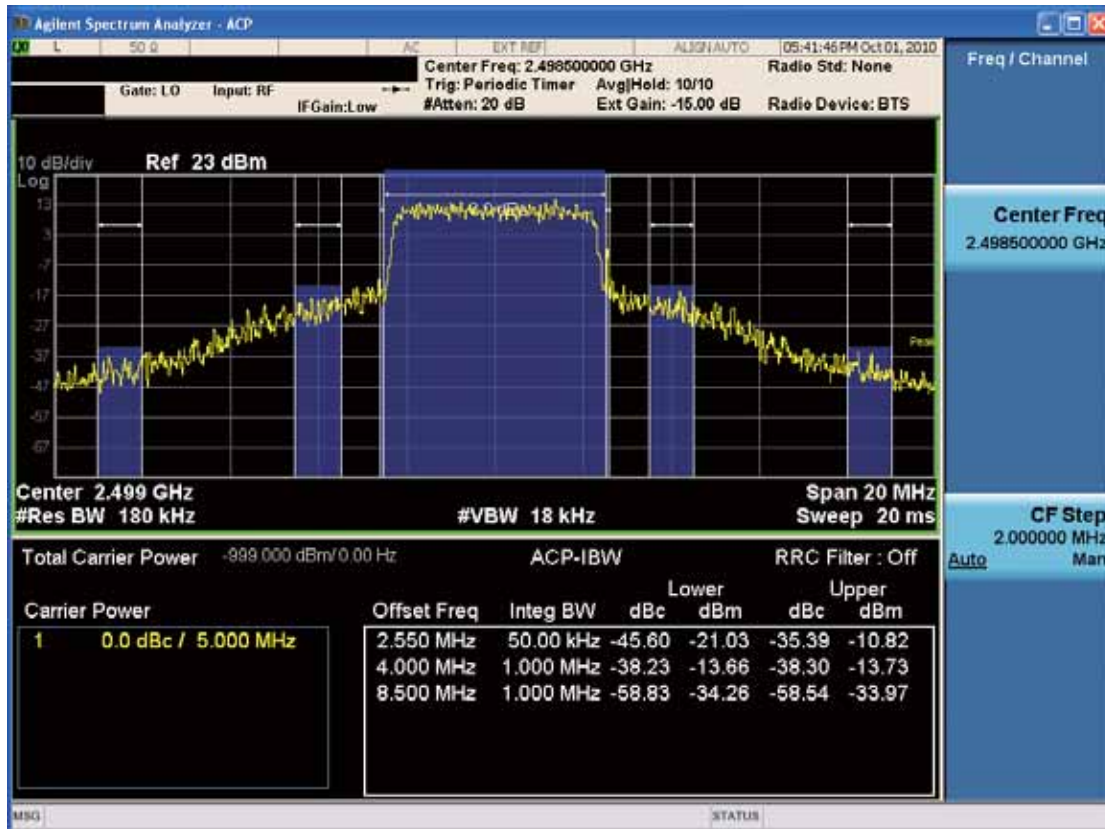 Agilent Spectrum Analyzer - ACP
L 50 Ω AC EXT REF ALIGN AUTO 05:41:46 PM Oct 01, 2010
Center Freq: 2.498500000 GHz Radio Std: None
Gate: LO Input: RF Trig: Periodic Timer Avg|Hold: 10/10
IFGain:Low #Atten: 20 dB Ext Gain: -15.00 dB Radio Device: BTS
10 dB/div Ref 23 dBm
Log
13
3
-7
-17
-27
-37
-47
-57
-67
Center 2.499 GHz Span 20 MHz
#Res BW 180 kHz #VBW 18 kHz Sweep 20 ms
Total Carrier Power -999.000 dBm/ 0.00 Hz ACP-IBW RRC Filter : Off
Lower Upper
Carrier Power Offset Freq Integ BW dBc dBm dBc dBm
1 0.0 dBc / 5.000 MHz
2.550 MHz 50.00 kHz -45.60 -21.03 -35.39 -10.82
4.000 MHz 1.000 MHz -38.23 -13.66 -38.30 -13.73
8.500 MHz 1.000 MHz -58.83 -34.26 -58.54 -33.97
MSG STATUS
Freq / Channel
Center Freq
2.498500000 GHz
CF Step
2.000000 MHz
Auto Man